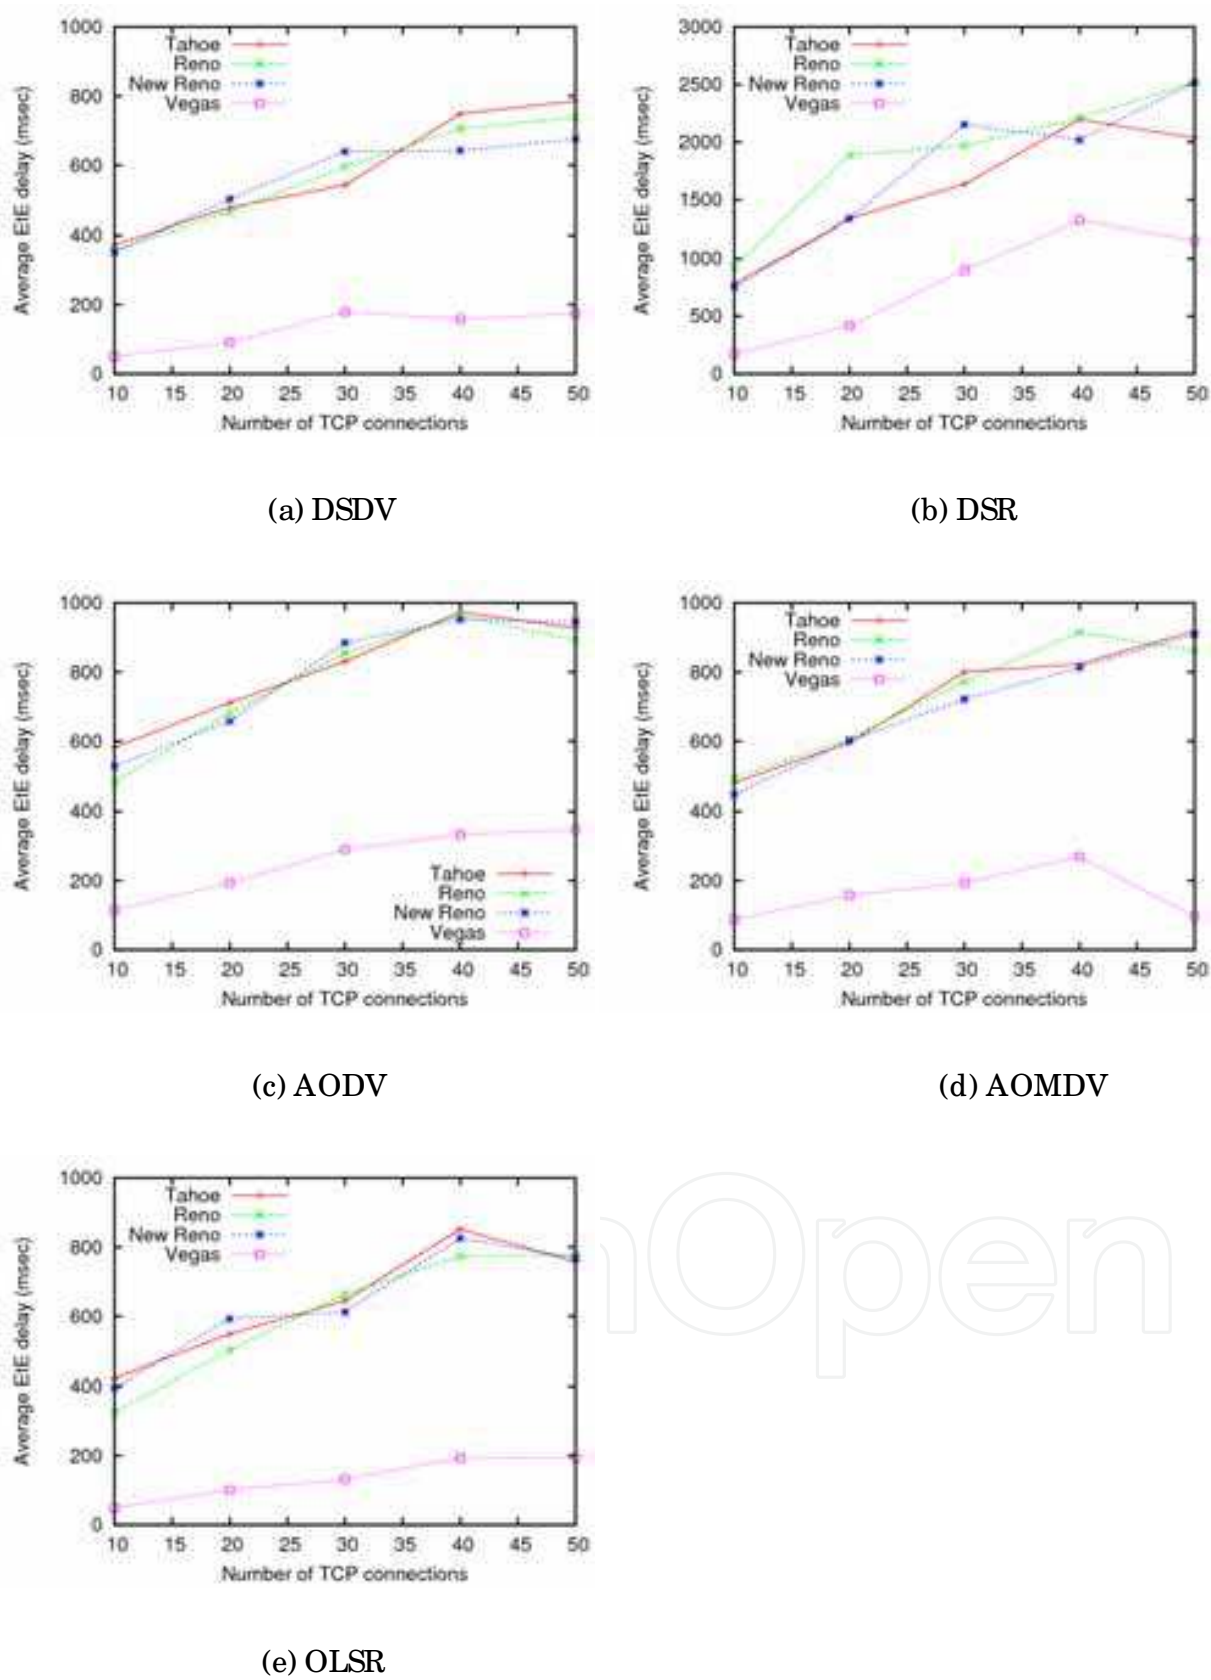 1000
800
600
400
200
0
Average EtE delay (msec)
Tahoe
Reno
New Reno
Vegas
10 15 20 25 30 35 40 45 50
Number of TCP connections
(a) DSDV
3000
2500
2000
1500
1000
500
0
Average EtE delay (msec)
Tahoe
Reno
New Reno
Vegas
10 15 20 25 30 35 40 45 50
Number of TCP connections
(b) DSR
1000
800
600
400
200
0
Average EtE delay (msec)
Tahoe
Reno
New Reno
Vegas
10 15 20 25 30 35 40 45 50
Number of TCP connections
(c) AODV
1000
800
600
400
200
0
Average EtE delay (msec)
Tahoe
Reno
New Reno
Vegas
10 15 20 25 30 35 40 45 50
Number of TCP connections
(d) AOMDV
1000
800
600
400
200
0
Average EtE delay (msec)
Tahoe
Reno
New Reno
Vegas
10 15 20 25 30 35 40 45 50
Number of TCP connections
(e) OLSR
Open